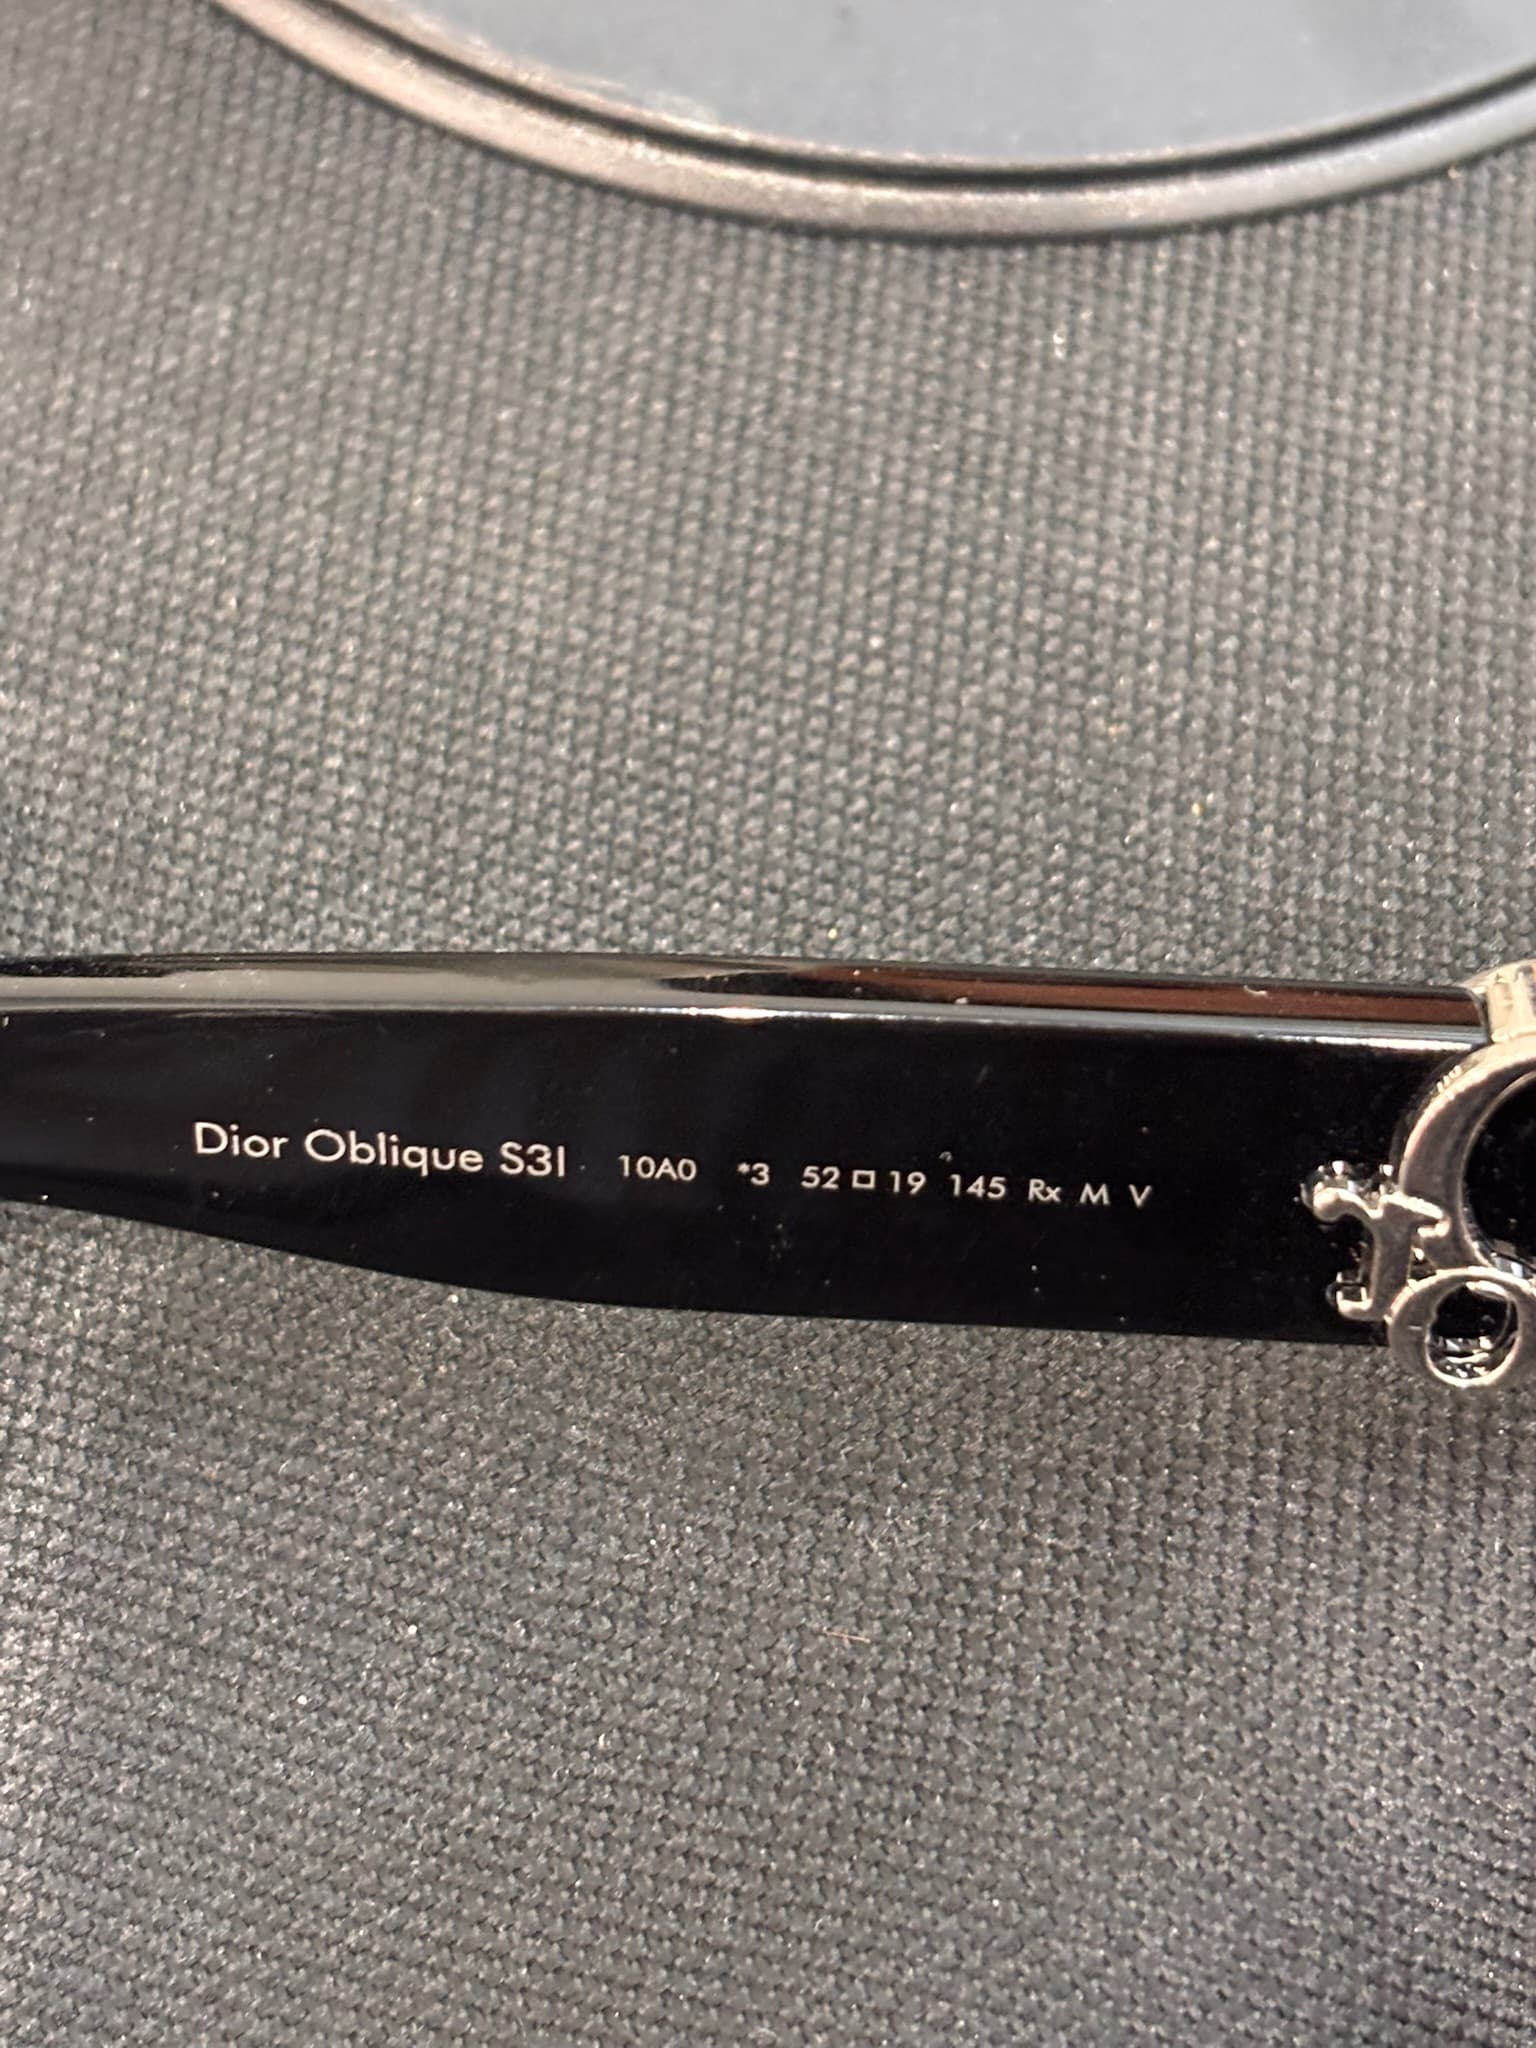 Dior Oblique S3I 10A0 *3 52□19 145 Rx M V